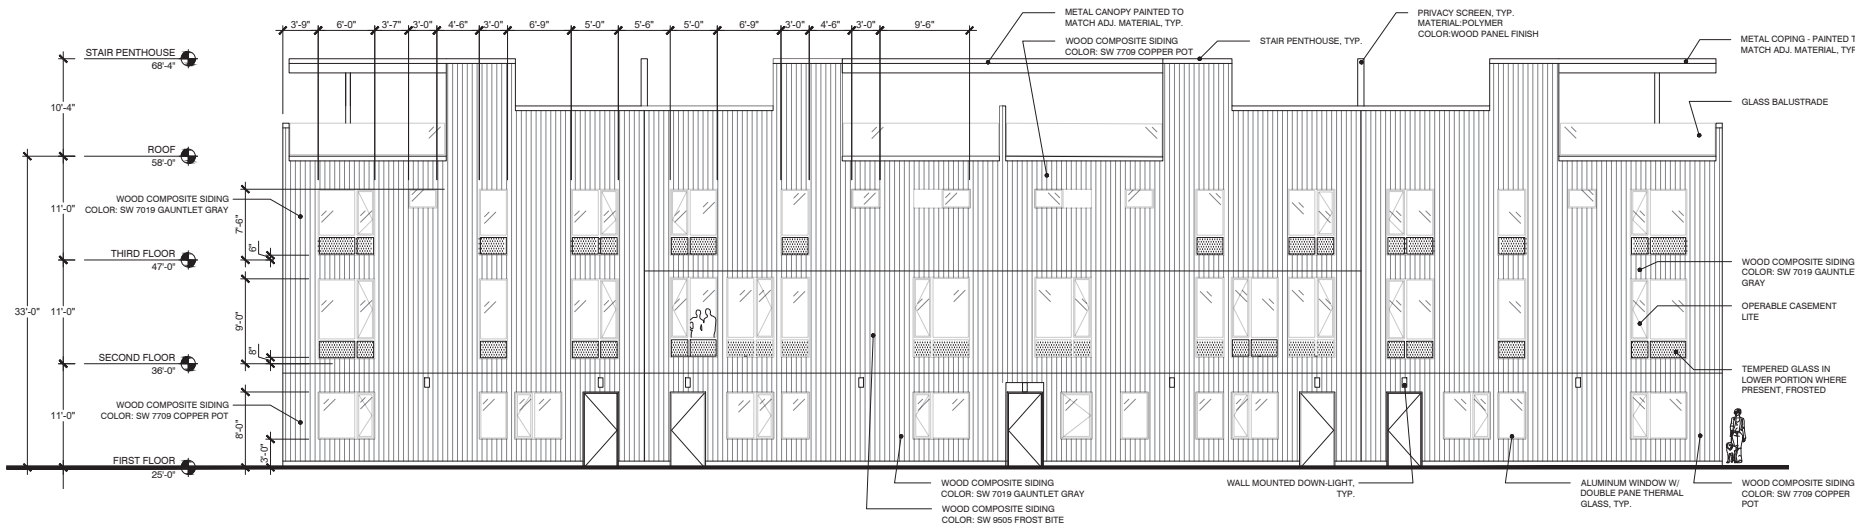 3'-9" 6'-0" 3'-7" 3'-0" 4'-6" 3'-0" 6'-9" 5'-0" 5'-6" 5'-0" 6'-9" 3'-0" 4'-6" 3'-0" 9'-6"
METAL CANOPY PAINTED TO
MATCH ADJ. MATERIAL, TYP.
WOOD COMPOSITE SIDING
COLOR: SW 7709 COPPER POT
STAIR PENTHOUSE, TYP.
PRIVACY SCREEN, TYP.
MATERIAL:POLYMER
COLOR:WOOD PANEL FINISH
METAL COPING - PAINTED T
MATCH ADJ. MATERIAL, TYP
GLASS BALUSTRADE
STAIR PENTHOUSE
68'-4"
10'-4"
ROOF
58'-0"
WOOD COMPOSITE SIDING
COLOR: SW 7019 GAUNTLET GRAY
11'-0"
7'-6"
6"
THIRD FLOOR
47'-0"
33'-0"
11'-0"
9'-0"
8"
SECOND FLOOR
36'-0"
WOOD COMPOSITE SIDING
COLOR: SW 7709 COPPER POT
11'-0"
8'-0"
3'-0"
FIRST FLOOR
25'-0"
WOOD COMPOSITE SIDING
COLOR: SW 7019 GAUNTLET
GRAY
OPERABLE CASEMENT
LITE
TEMPERED GLASS IN
LOWER PORTION WHERE
PRESENT, FROSTED
WOOD COMPOSITE SIDING
COLOR: SW 7019 GAUNTLET GRAY
WOOD COMPOSITE SIDING
COLOR: SW 9505 FROST BITE
WALL MOUNTED DOWN-LIGHT,
TYP.
ALUMINUM WINDOW W/
DOUBLE PANE THERMAL
GLASS, TYP.
WOOD COMPOSITE SIDING
COLOR: SW 7709 COPPER
POT